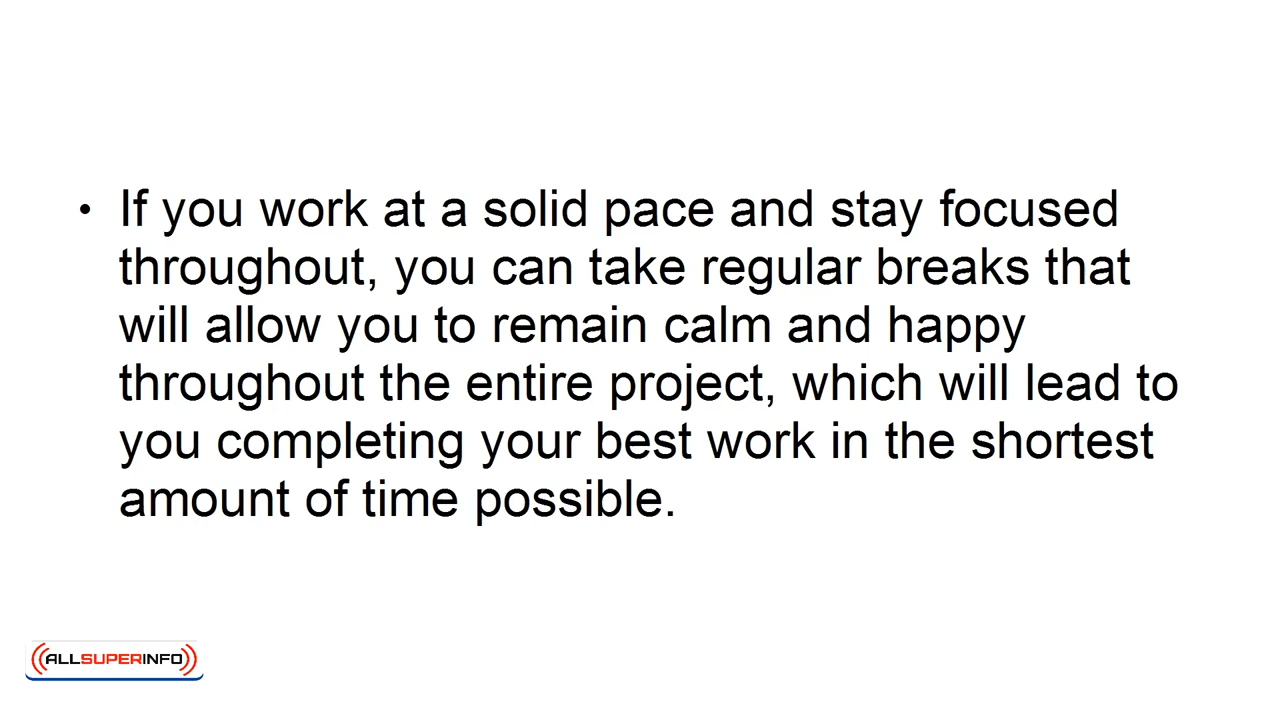 • If you work at a solid pace and stay focused
throughout, you can take regular breaks that
will allow you to remain calm and happy
throughout the entire project, which will lead to
you completing your best work in the shortest
amount of time possible.
ALLSUPERINFO